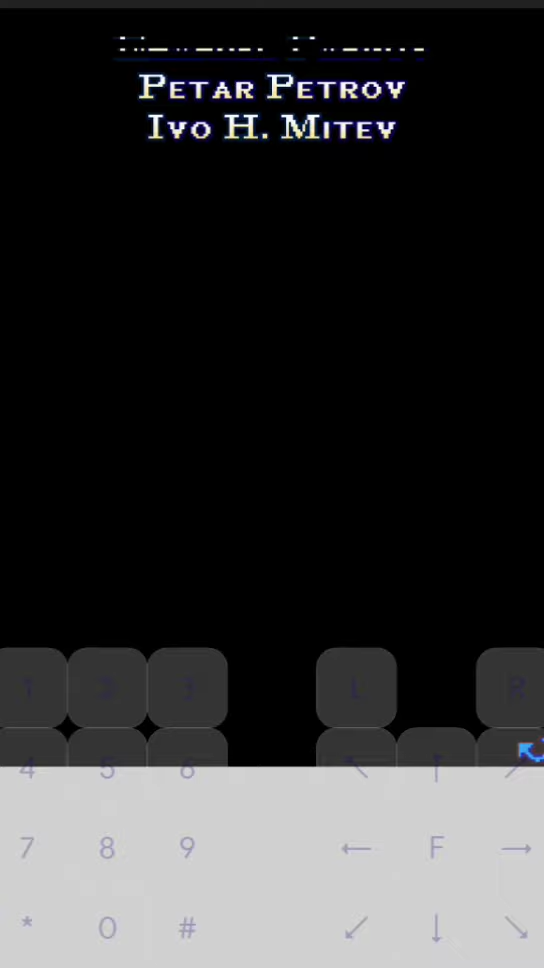 Petar Petrov
Ivo H. Mitev
1 2 3 L R
4 5 6 ↖ ↑ ↗
7 8 9 ← F →
* 0 # ↙ ↓ ↘